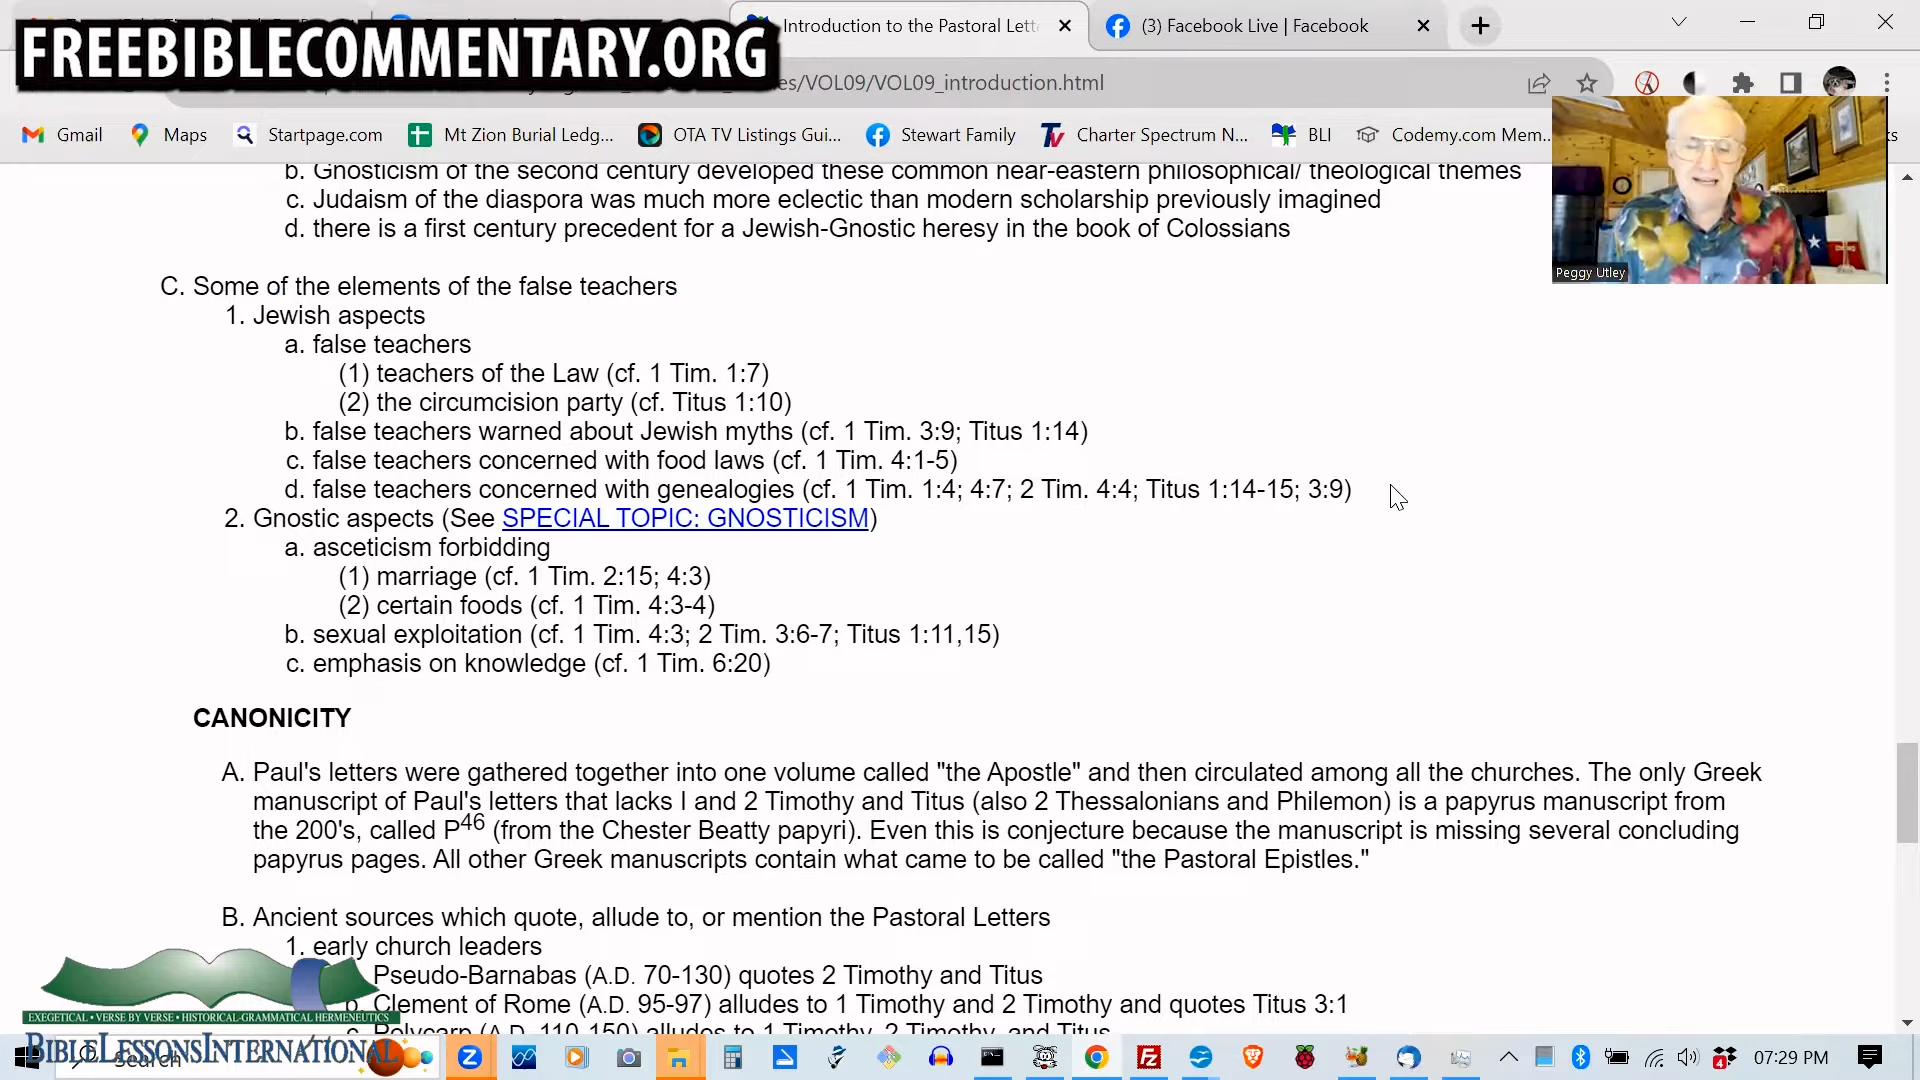 Introduction to the Pastoral Lett
(3) Facebook Live | Facebook
FREEBIBLECOMMENTARY.ORG
es/VOL09/VOL09_introduction.html
Gmail
Maps
Startpage.com
Mt Zion Burial Ledg...
OTA TV Listings Gui...
Stewart Family
Charter Spectrum N...
BLI
Codemy.com Mem...
Peggy Utley
b. Gnosticism of the second century developed these common near-eastern philosophical/ theological themes
c. Judaism of the diaspora was much more eclectic than modern scholarship previously imagined
d. there is a first century precedent for a Jewish-Gnostic heresy in the book of Colossians
C. Some of the elements of the false teachers
1. Jewish aspects
a. false teachers
(1) teachers of the Law (cf. 1 Tim. 1:7)
(2) the circumcision party (cf. Titus 1:10)
b. false teachers warned about Jewish myths (cf. 1 Tim. 3:9; Titus 1:14)
c. false teachers concerned with food laws (cf. 1 Tim. 4:1-5)
d. false teachers concerned with genealogies (cf. 1 Tim. 1:4; 4:7; 2 Tim. 4:4; Titus 1:14-15; 3:9)
2. Gnostic aspects (See SPECIAL TOPIC: GNOSTICISM)
a. asceticism forbidding
(1) marriage (cf. 1 Tim. 2:15; 4:3)
(2) certain foods (cf. 1 Tim. 4:3-4)
b. sexual exploitation (cf. 1 Tim. 4:3; 2 Tim. 3:6-7; Titus 1:11,15)
c. emphasis on knowledge (cf. 1 Tim. 6:20)
CANONICITY
A. Paul's letters were gathered together into one volume called "the Apostle" and then circulated among all the churches. The only Greek
manuscript of Paul's letters that lacks I and 2 Timothy and Titus (also 2 Thessalonians and Philemon) is a papyrus manuscript from
the 200's, called P46 (from the Chester Beatty papyri). Even this is conjecture because the manuscript is missing several concluding
papyrus pages. All other Greek manuscripts contain what came to be called "the Pastoral Epistles."
B. Ancient sources which quote, allude to, or mention the Pastoral Letters
1. early church leaders
Pseudo-Barnabas (A.D. 70-130) quotes 2 Timothy and Titus
b. Clement of Rome (A.D. 95-97) alludes to 1 Timothy and 2 Timothy and quotes Titus 3:1
c. Polycarp (A.D. 110-150) alludes to 1 Timothy, 2 Timothy, and Titus
EXEGETICAL • VERSE BY VERSE • HISTORICAL-GRAMMATICAL HERMENEUTICS
BIBLELESSONSINTERNATIONAL
Search
07:29 PM